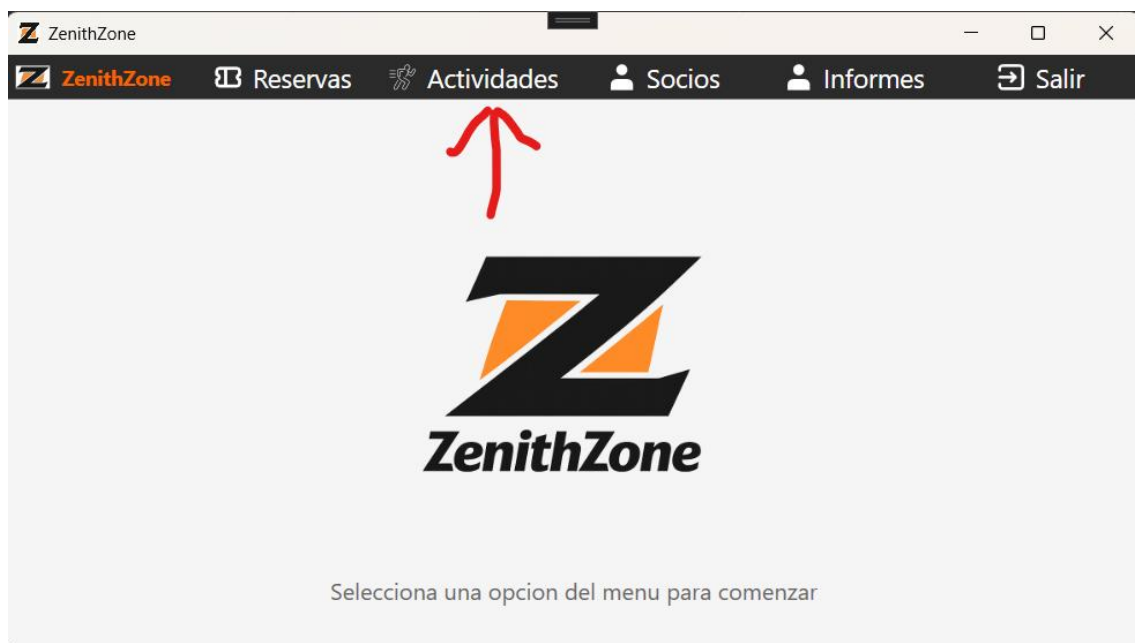 ZenithZone
ZenithZone Reservas Actividades Socios Informes Salir
ZenithZone
Selecciona una opcion del menu para comenzar